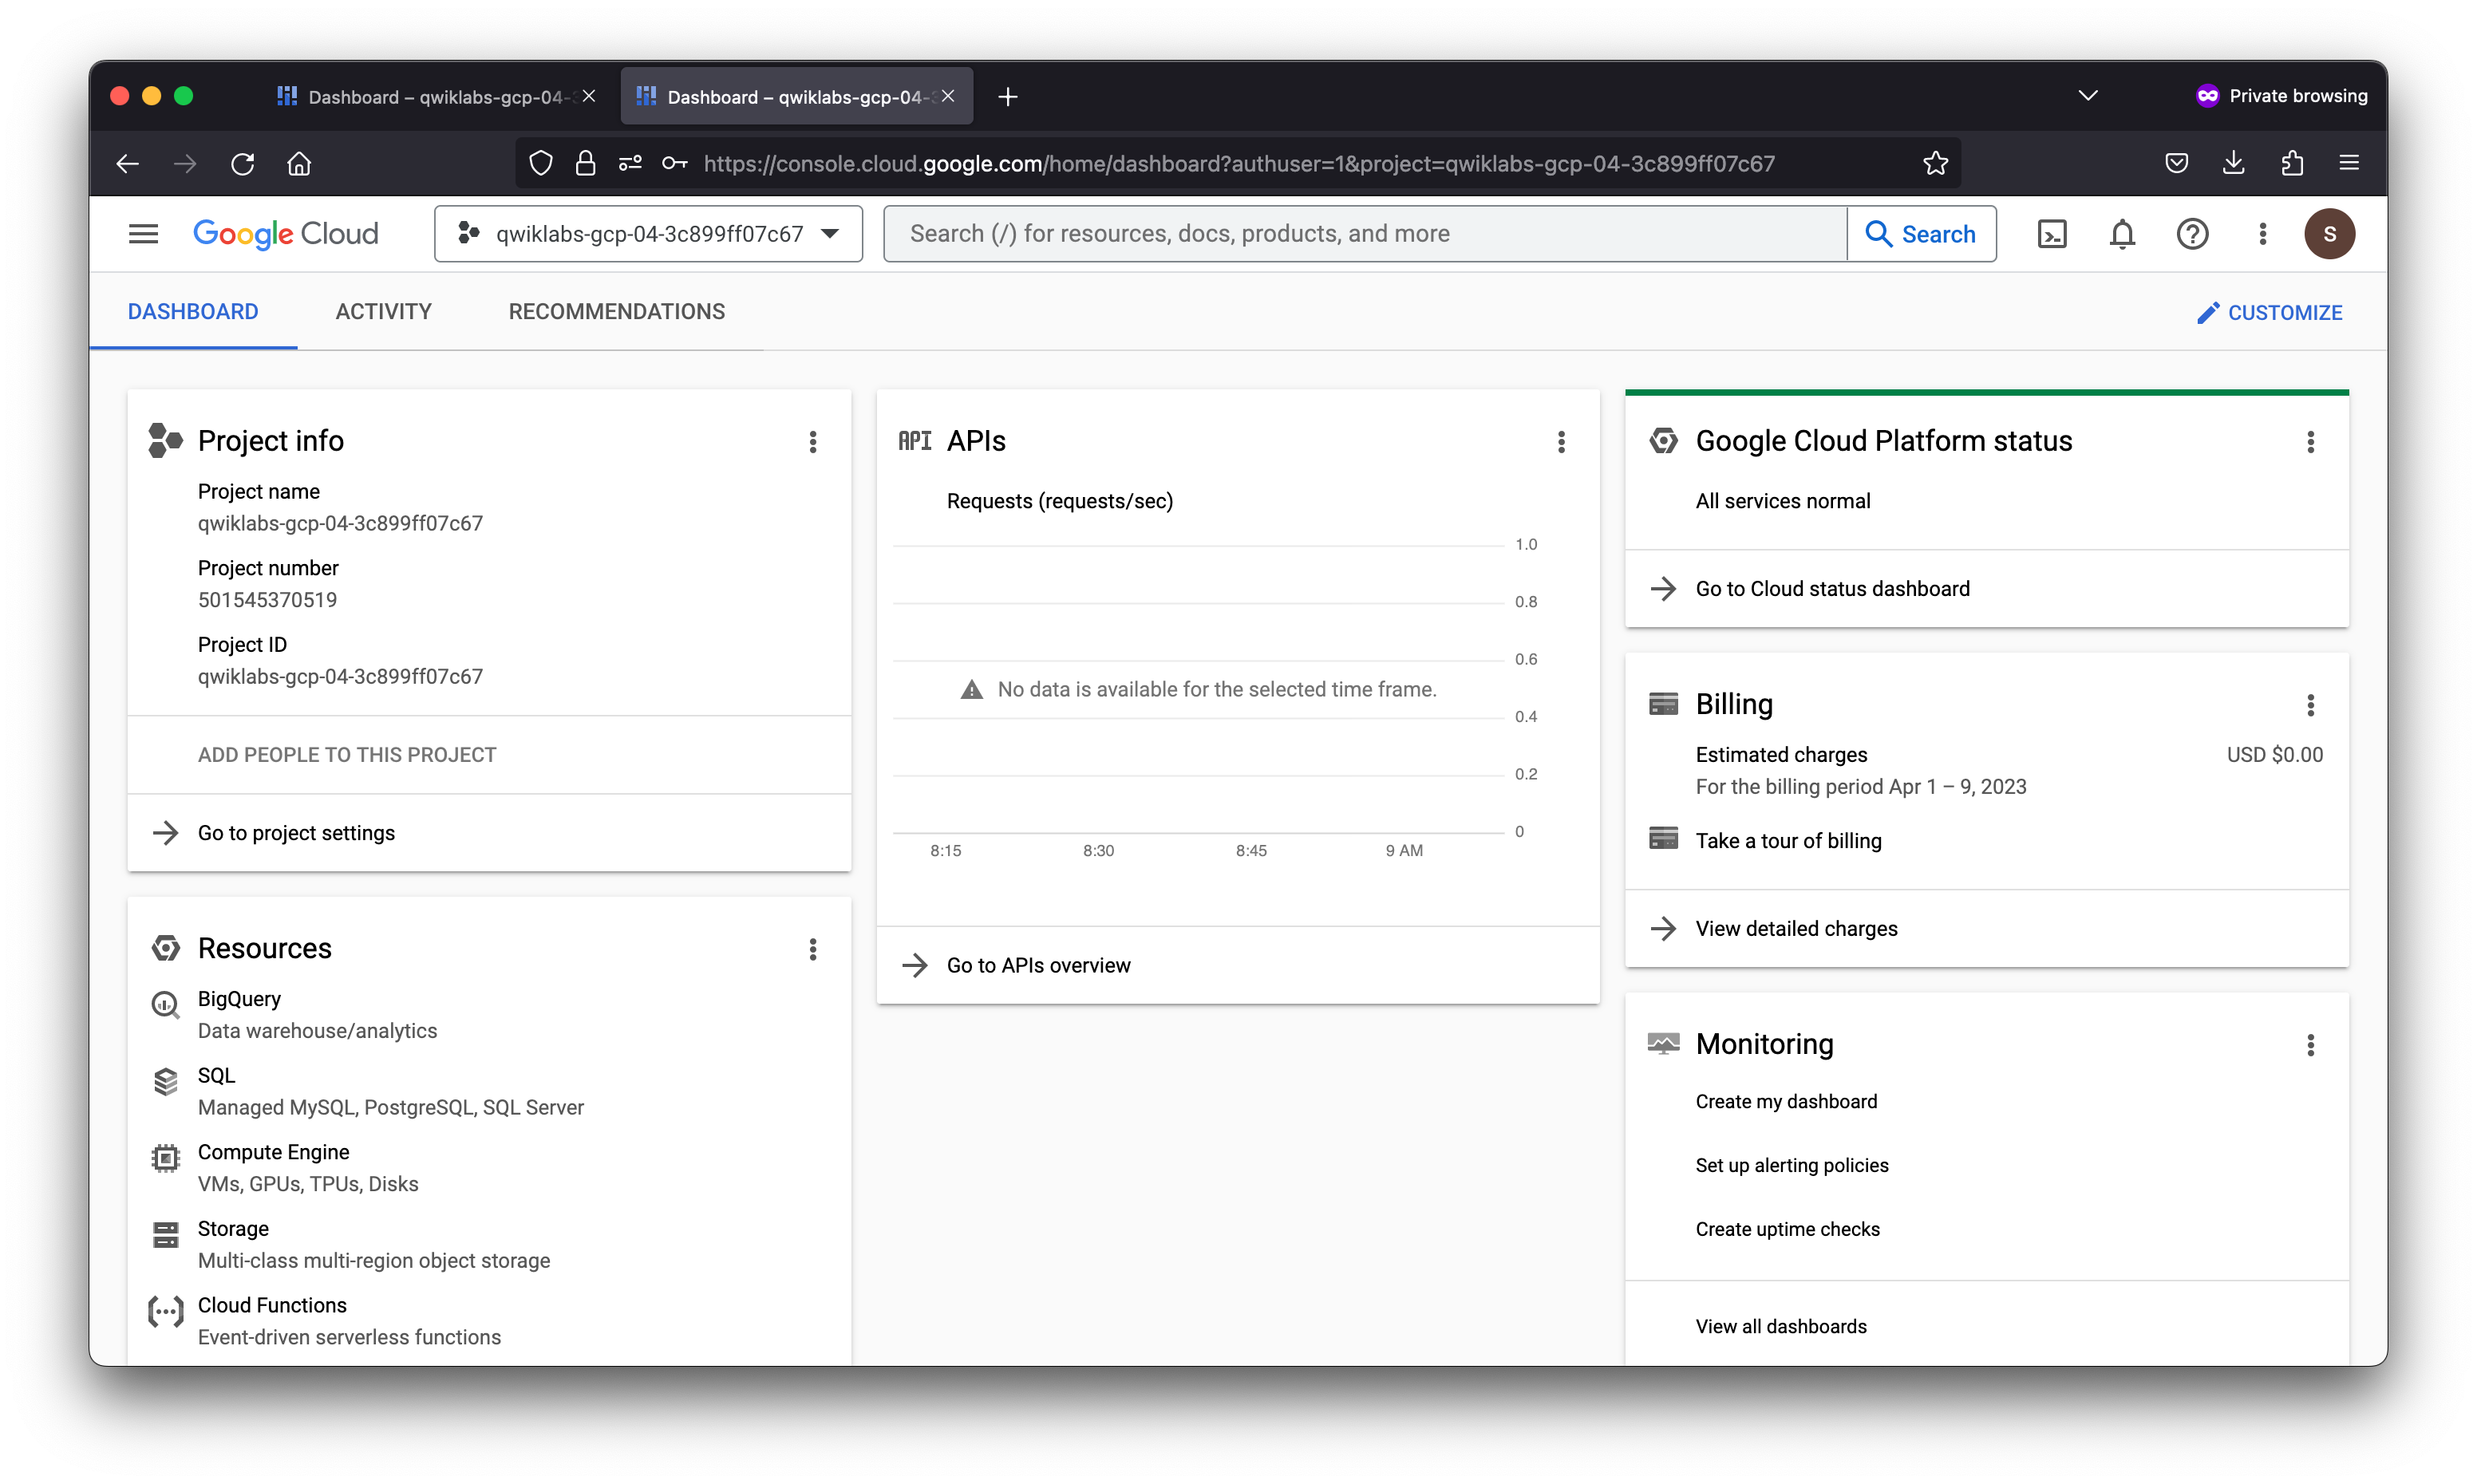 Dashboard – qwiklabs-gcp-04-
Dashboard – qwiklabs-gcp-04-
Private browsing
https://console.cloud.google.com/home/dashboard?authuser=1&project=qwiklabs-gcp-04-3c899ff07c67
Google Cloud
qwiklabs-gcp-04-3c899ff07c67
Search (/) for resources, docs, products, and more
Search
S
DASHBOARD
ACTIVITY
RECOMMENDATIONS
CUSTOMIZE
Project info
Project name
qwiklabs-gcp-04-3c899ff07c67
Project number
501545370519
Project ID
qwiklabs-gcp-04-3c899ff07c67
ADD PEOPLE TO THIS PROJECT
Go to project settings
Resources
BigQuery
Data warehouse/analytics
SQL
Managed MySQL, PostgreSQL, SQL Server
Compute Engine
VMs, GPUs, TPUs, Disks
Storage
Multi-class multi-region object storage
Cloud Functions
Event-driven serverless functions
API APIs
Requests (requests/sec)
1.0
0.8
0.6
No data is available for the selected time frame.
0.4
0.2
0
8:15
8:30
8:45
9 AM
Go to APIs overview
Google Cloud Platform status
All services normal
Go to Cloud status dashboard
Billing
Estimated charges
USD $0.00
For the billing period Apr 1 – 9, 2023
Take a tour of billing
View detailed charges
Monitoring
Create my dashboard
Set up alerting policies
Create uptime checks
View all dashboards